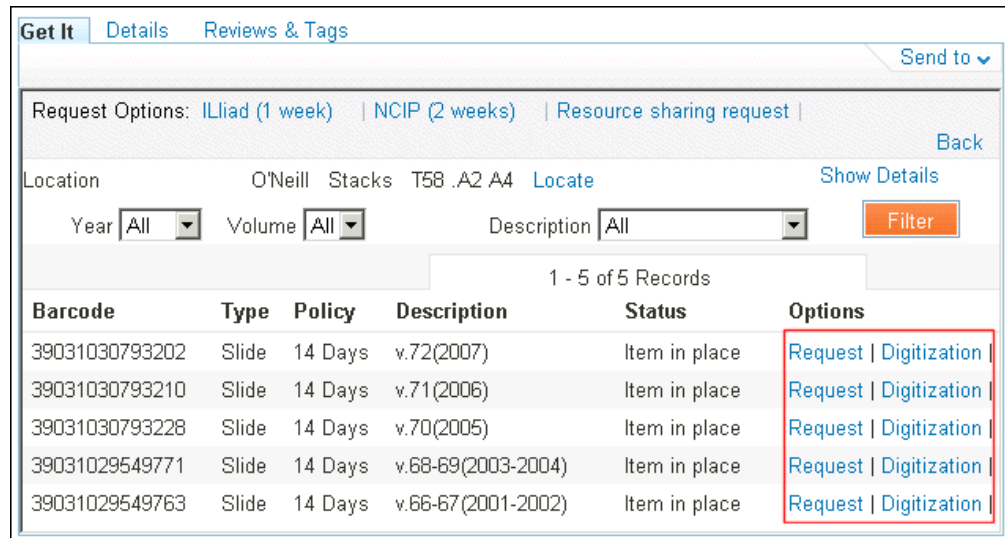 Get It Details Reviews & Tags
Send to
Request Options: ILliad (1 week) | NCIP (2 weeks) | Resource sharing request |
Back
Location O'Neill Stacks T58 .A2 A4 Locate Show Details
Year All Volume All Description All Filter
1 - 5 of 5 Records
Barcode Type Policy Description Status Options
39031030793202 Slide 14 Days v.72(2007) Item in place Request | Digitization |
39031030793210 Slide 14 Days v.71(2006) Item in place Request | Digitization |
39031030793228 Slide 14 Days v.70(2005) Item in place Request | Digitization |
39031029549771 Slide 14 Days v.68-69(2003-2004) Item in place Request | Digitization |
39031029549763 Slide 14 Days v.66-67(2001-2002) Item in place Request | Digitization |